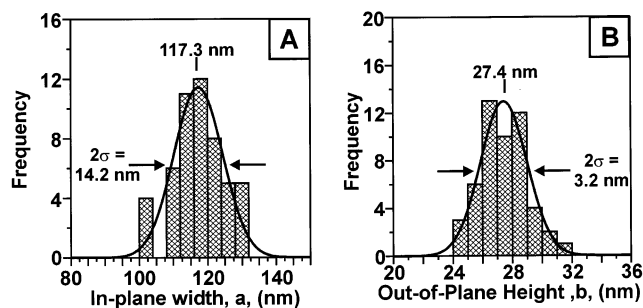 16
12
8
4
0
Frequency
117.3 nm
2σ =
14.2 nm
A
80 100 120 140
In-plane width, a, (nm)
20
16
12
8
4
0
Frequency
27.4 nm
2σ =
3.2 nm
B
20 24 28 32 36
Out-of-Plane Height ,b, (nm)